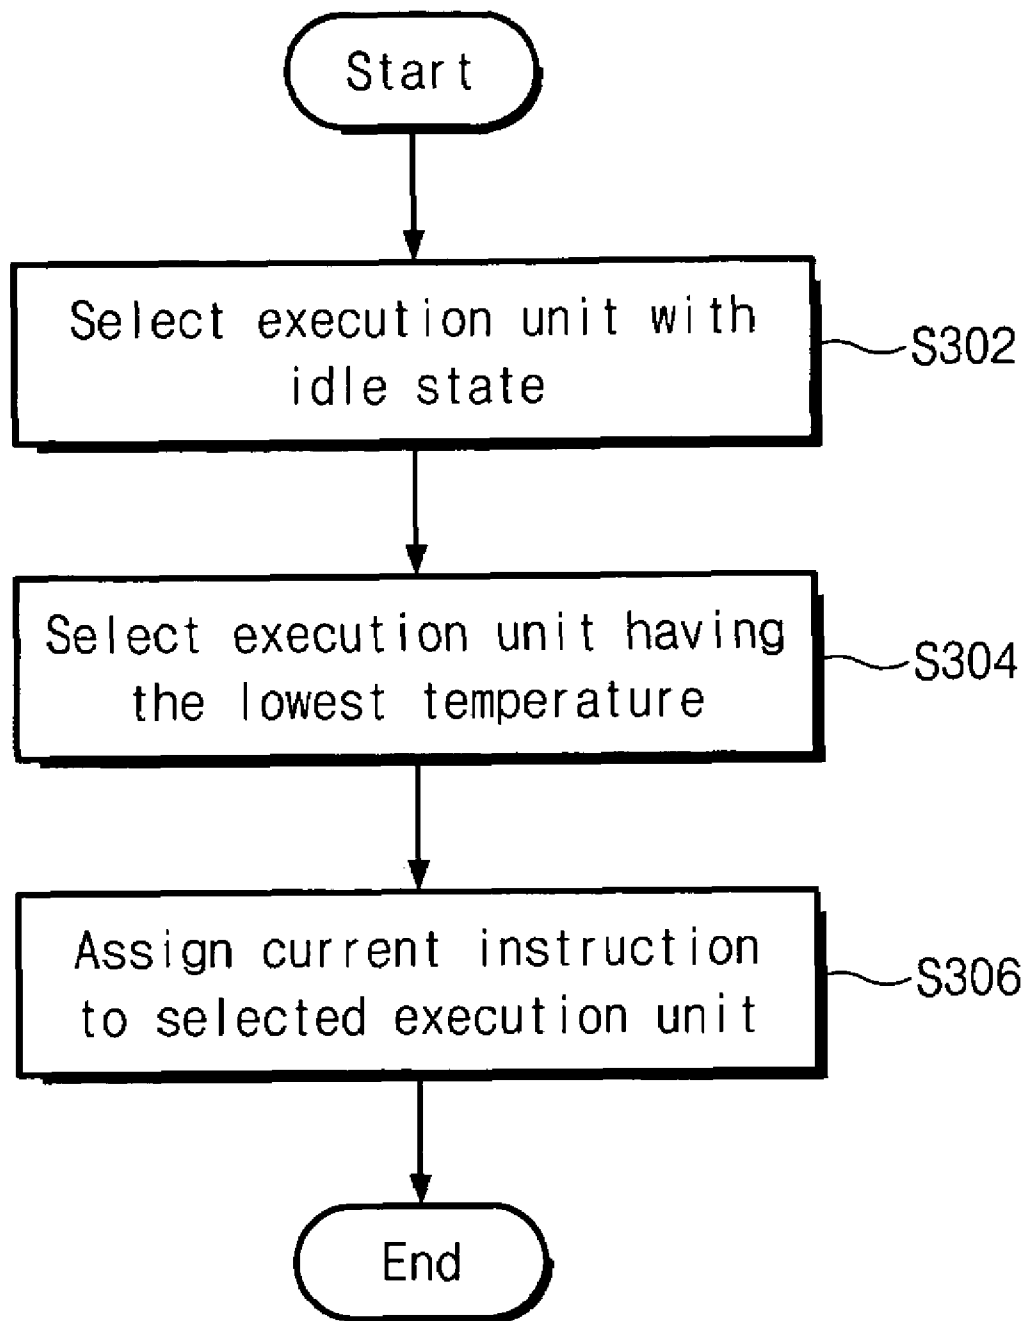 Start
Select execution unit with
idle state
S302
Select execution unit having
the lowest temperature
S304
Assign current instruction
to selected execution unit
S306
End